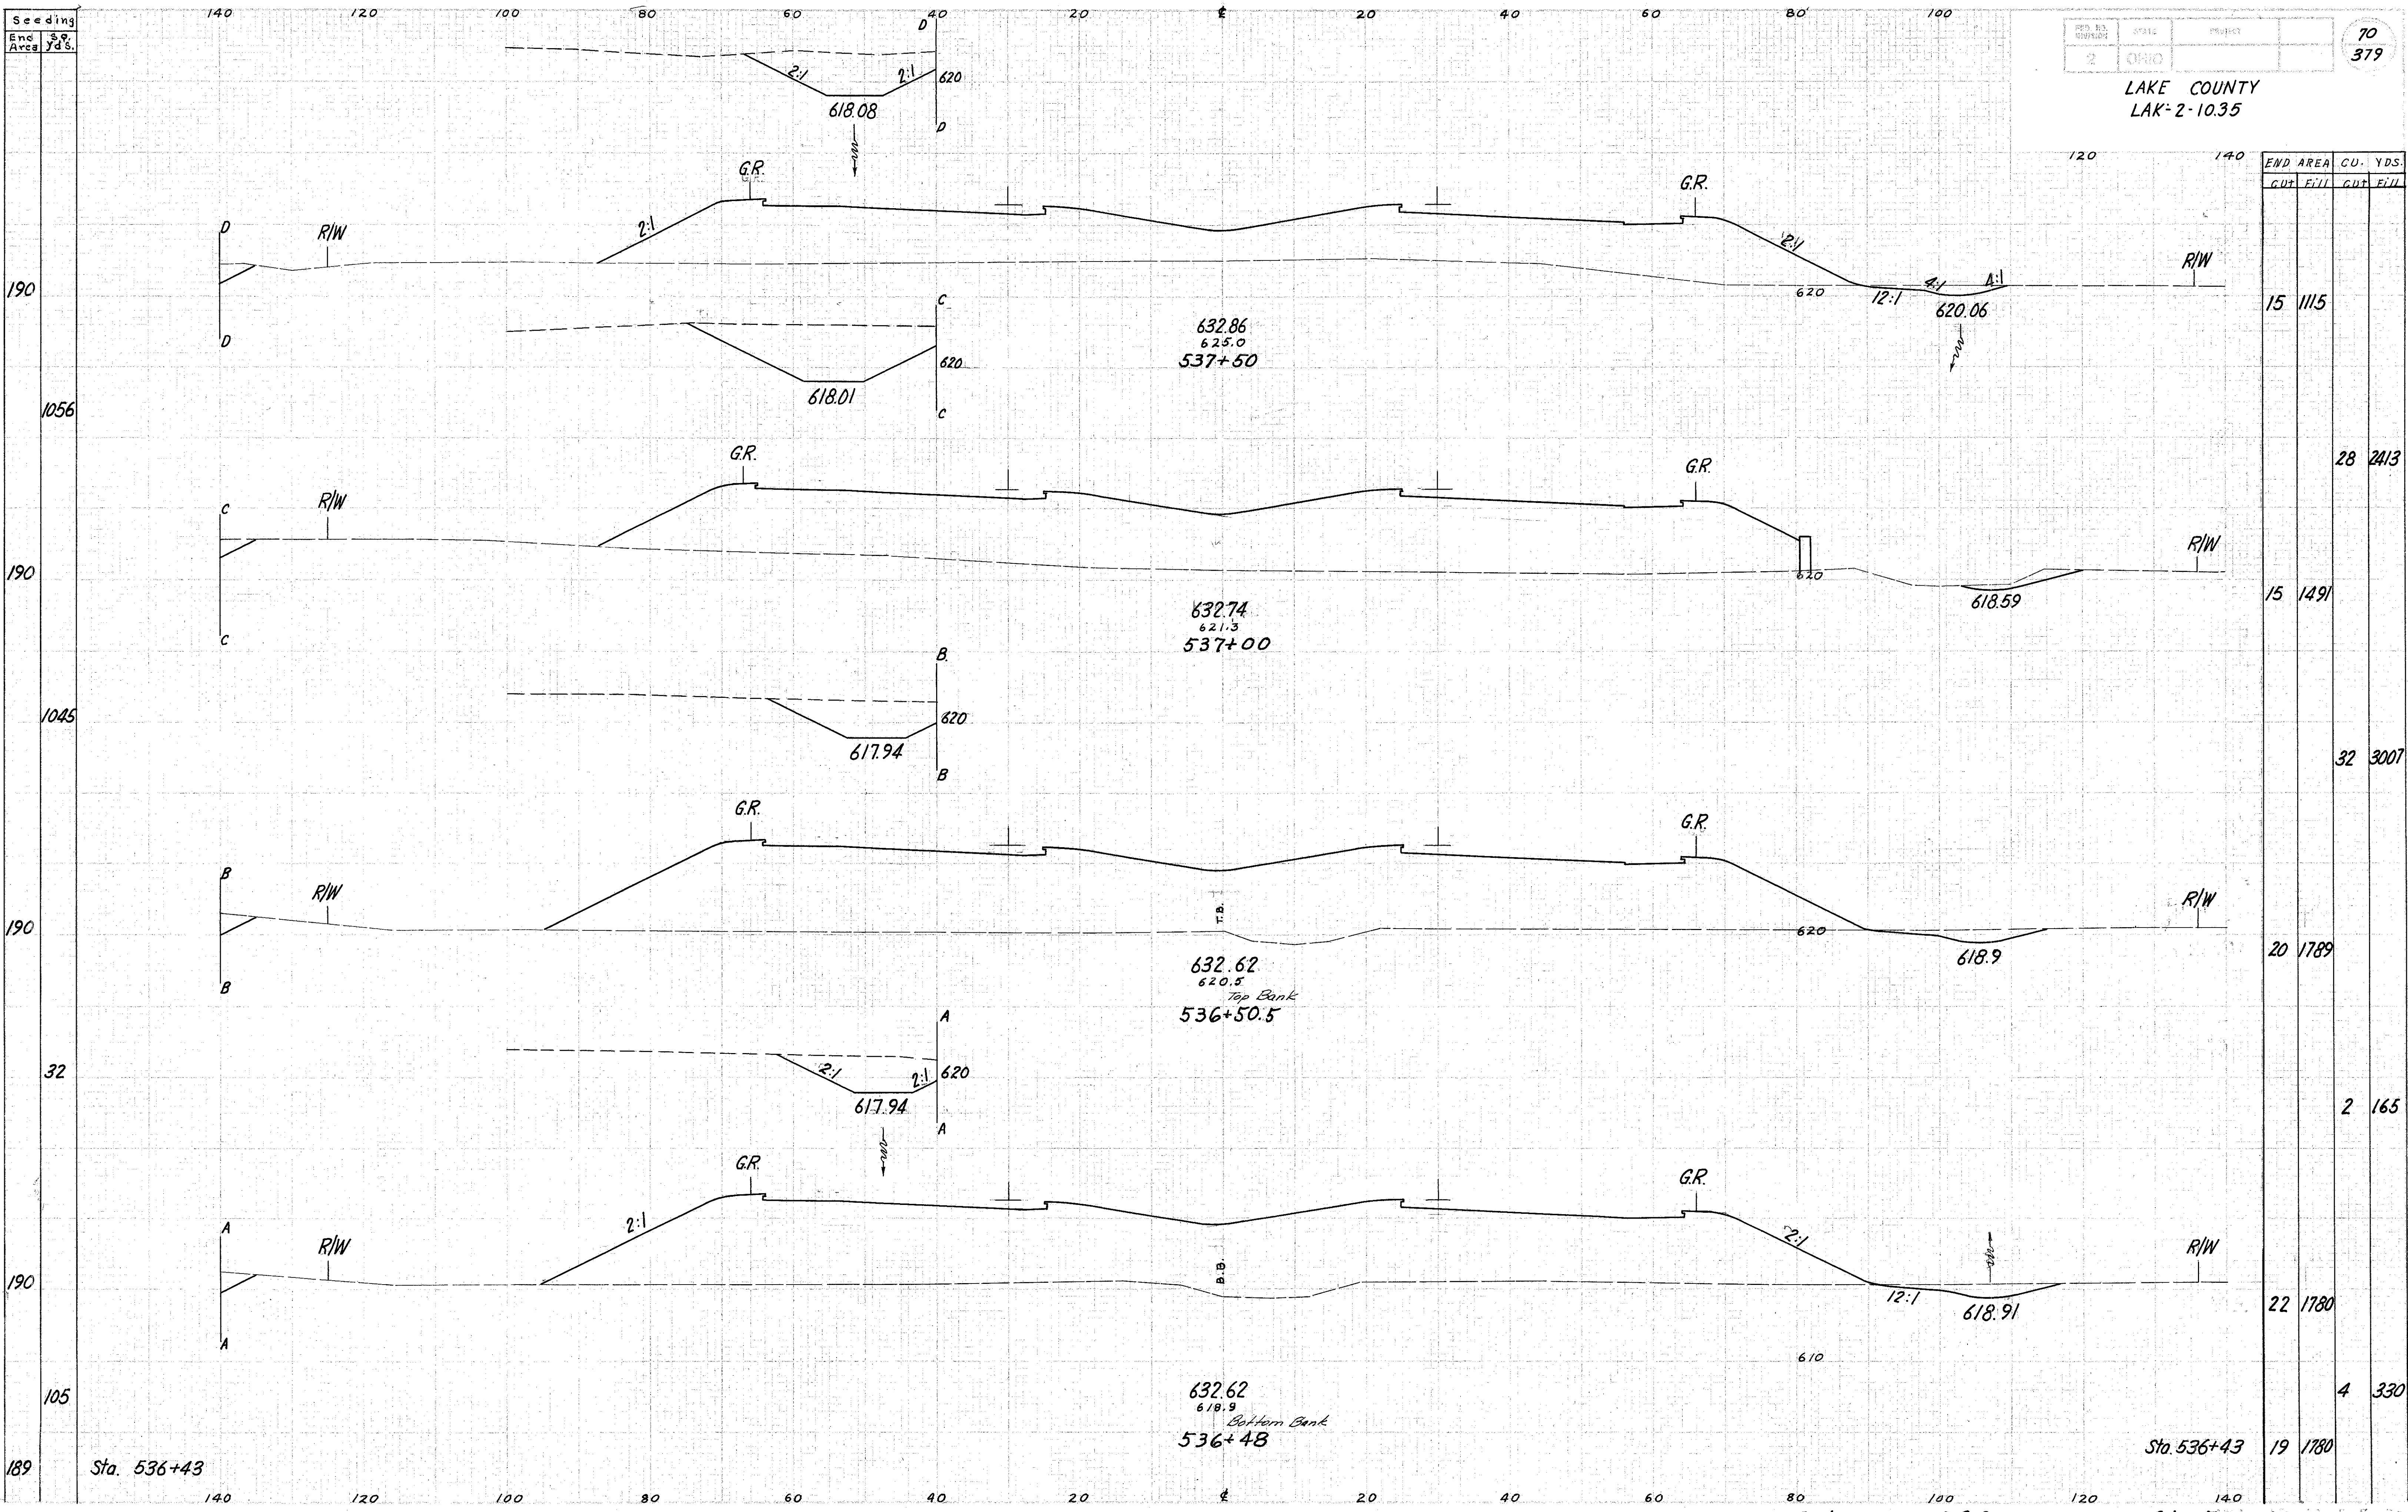 140 120 100 80 60 40 20 ℄ 20 40 60 80 100
Seeding
End Area Sq. Yds.
FED. RD. DIVISION STATE PROJECT
2 OHIO
70
379
LAKE COUNTY
LAK-2-10.35
120 140
END AREA CU. YDS.
Cut Fill Cut Fill
D
2:1 2:1 620
618.08
D
G.R. G.R.
D R/W 2:1 2:1 R/W
190
620 12:1 4:1 4:1
620.06
15 1115
D
C
620
618.01
C
632.86
625.0
537+50
1056
28 2413
G.R. G.R.
C R/W R/W
190
620
618.59
15 1491
C
632.74
621.3
537+00
B
620
617.94
B
1045
32 3007
G.R. G.R.
B R/W R/W
T.B.
190
620
618.9
20 1789
B
632.62
620.5
Top Bank
536+50.5
A
2:1 2:1 620
617.94
A
32
2 165
G.R. G.R.
A R/W 2:1 2:1 R/W
B.B.
190
12:1
618.91
22 1780
A
610
632.62
618.9
Bottom Bank
536+48
105
4 330
189 Sta. 536+43 Sta. 536+43 19 1780
140 120 100 80 60 40 20 ℄ 20 40 60 80 100 120 140